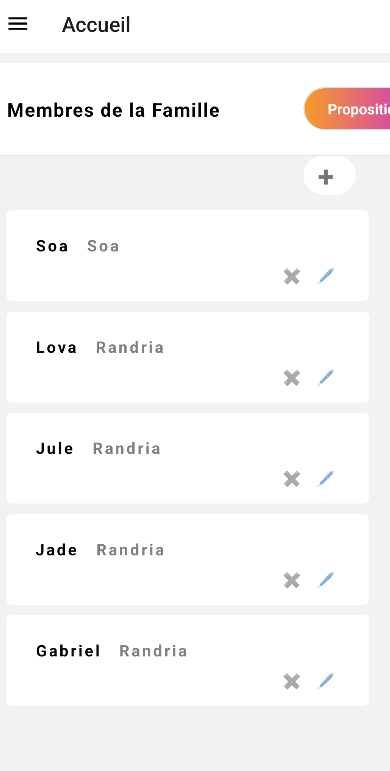 Accueil
Membres de la Famille
Propositi
Soa Soa
Lova Randria
Jule Randria
Jade Randria
Gabriel Randria